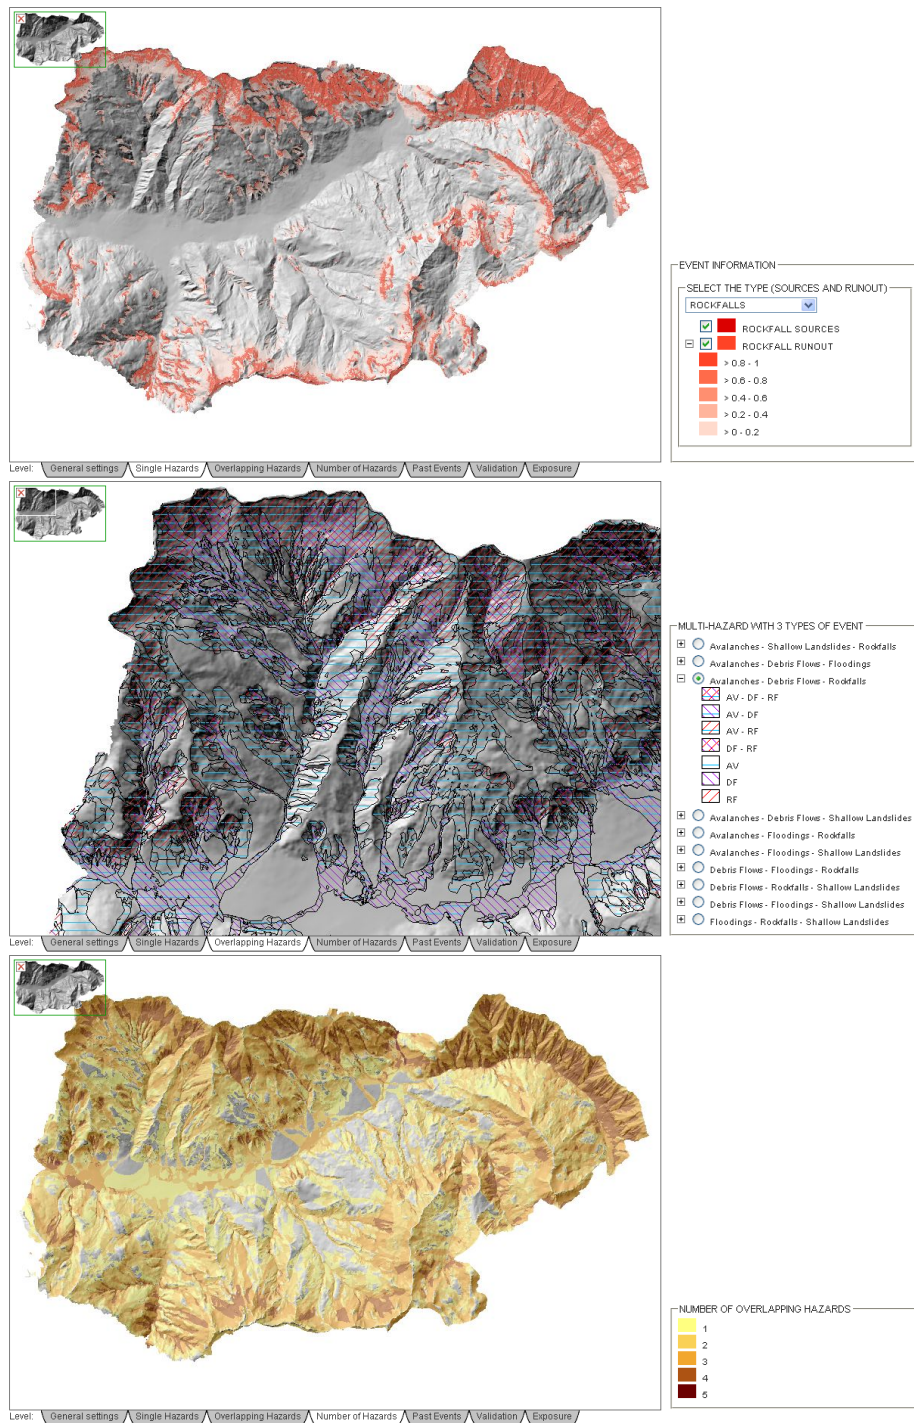 EVENT INFORMATION
SELECT THE TYPE (SOURCES AND RUNOUT)
ROCKFALLS
ROCKFALL SOURCES
ROCKFALL RUNOUT
> 0.8 - 1
> 0.6 - 0.8
> 0.4 - 0.6
> 0.2 - 0.4
> 0 - 0.2
Level: General settings Single Hazards Overlapping Hazards Number of Hazards Past Events Validation Exposure
MULTI-HAZARD WITH 3 TYPES OF EVENT
Avalanches - Shallow Landslides - Rockfalls
Avalanches - Debris Flows - Floodings
Avalanches - Debris Flows - Rockfalls
AV - DF - RF
AV - DF
AV - RF
DF - RF
AV
DF
RF
Avalanches - Debris Flows - Shallow Landslides
Avalanches - Floodings - Rockfalls
Avalanches - Floodings - Shallow Landslides
Debris Flows - Floodings - Rockfalls
Debris Flows - Rockfalls - Shallow Landslides
Debris Flows - Floodings - Shallow Landslides
Floodings - Rockfalls - Shallow Landslides
Level: General settings Single Hazards Overlapping Hazards Number of Hazards Past Events Validation Exposure
NUMBER OF OVERLAPPING HAZARDS
1
2
3
4
5
Level: General settings Single Hazards Overlapping Hazards Number of Hazards Past Events Validation Exposure